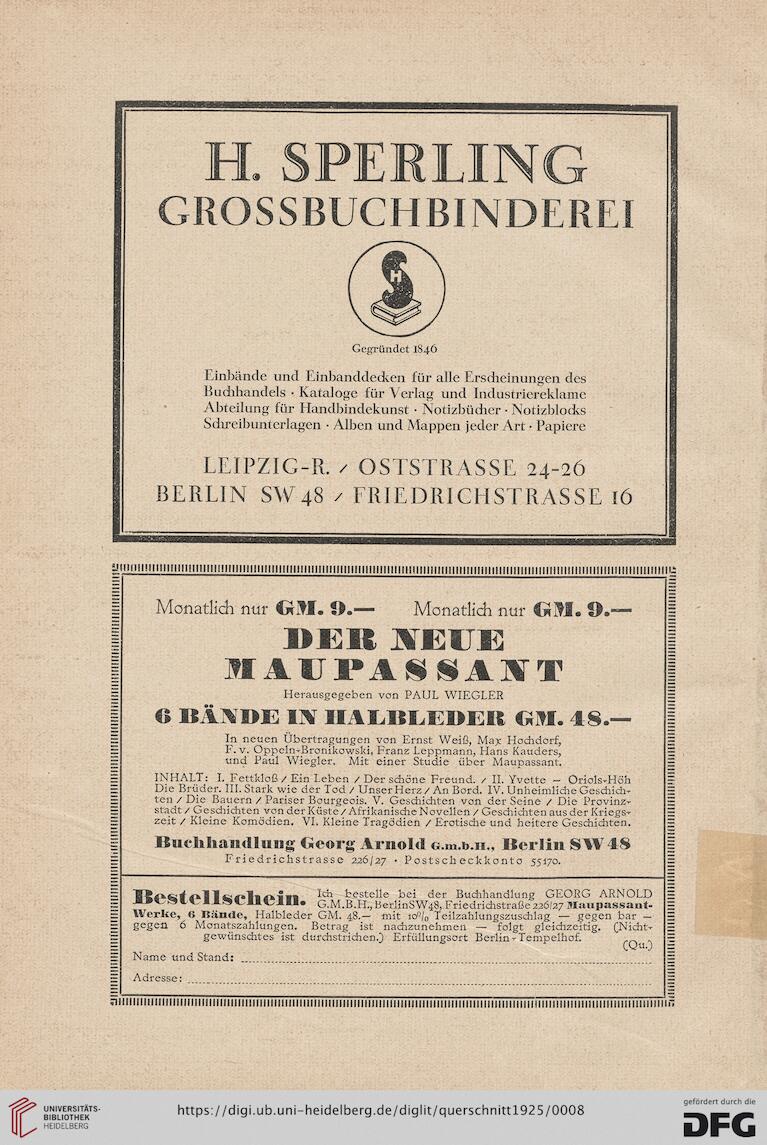 H. SPERLING
GROSSBUCHBINDEREI
H
Gegründet 1846
Einbände und Einbanddecken für alle Erscheinungen des
Buchhandels · Kataloge für Verlag und Industriereklame
Abteilung für Handbindekunst · Notizbücher · Notizblocks
Schreibunterlagen · Alben und Mappen jeder Art · Papiere
LEIPZIG-R. / OSTSTRASSE 24-26
BERLIN SW 48 / FRIEDRICHSTRASSE 16
Monatlich nur GM. 9.— Monatlich nur GM. 9.—
DER NEUE
MAUPASSANT
Herausgegeben von PAUL WIEGLER
6 BÄNDE IN HALBLEDER GM. 48.—
In neuen Übertragungen von Ernst Weiß, Max Hochdorf,
F. v. Oppeln-Bronikowski, Franz Leppmann, Hans Kauders,
und Paul Wiegler. Mit einer Studie über Maupassant.
INHALT: I. Fettkloß / Ein Leben / Der schöne Freund. / II. Yvette — Oriols-Höh
Die Brüder. III. Stark wie der Tod / Unser Herz / An Bord. IV. Unheimliche Geschich-
ten / Die Bauern / Pariser Bourgeois. V. Geschichten von der Seine / Die Provinz-
stadt / Geschichten von der Küste / Afrikanische Novellen / Geschichten aus der Kriegs-
zeit / Kleine Komödien. VI. Kleine Tragödien / Erotische und heitere Geschichten.
Buchhandlung Georg Arnold G.m.b.H., Berlin SW 48
Friedrichstrasse 226/27 · Postscheckkonto 55170.
Bestellschein. Ich bestelle bei der Buchhandlung GEORG ARNOLD
G.M.B.H., Berlin SW48, Friedrichstraße 226/27 Maupassant-
Werke, 6 Bände, Halbleder GM. 48.— mit 10% Teilzahlungszuschlag — gegen bar —
gegen 6 Monatszahlungen. Betrag ist nachzunehmen — folgt gleichzeitig. (Nicht-
gewünschtes ist durchstrichen.) Erfüllungsort Berlin-Tempelhof.
(Qu.)
Name und Stand:
Adresse:
UNIVERSITÄTS-
BIBLIOTHEK
HEIDELBERG
https://digi.ub.uni-heidelberg.de/diglit/querschnitt1925/0008
gefördert durch die
DFG